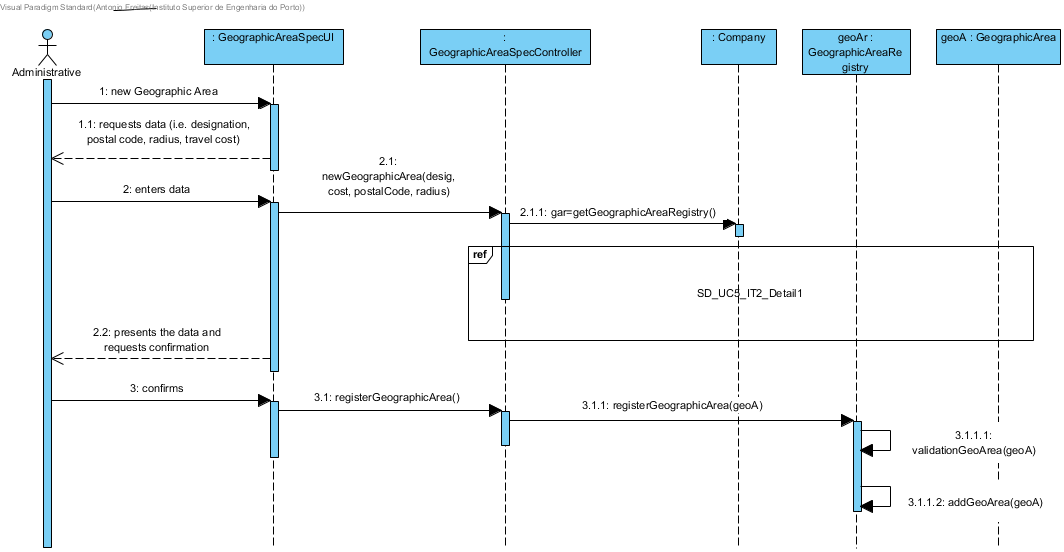 Visual Paradigm Standard(Antonio Freitas(Instituto Superior de Engenharia do Porto))
: GeographicAreaSpecUI
:
GeographicAreaSpecController
: Company
geoAr :
GeographicAreaRe
gistry
geoA : GeographicArea
Administrative
1: new Geographic Area
1.1: requests data (i.e. designation,
postal code, radius, travel cost)
2: enters data
2.1:
newGeographicArea(desig,
cost, postalCode, radius)
2.1.1: gar=getGeographicAreaRegistry()
ref
SD_UC5_IT2_Detail1
2.2: presents the data and
requests confirmation
3: confirms
3.1: registerGeographicArea()
3.1.1: registerGeographicArea(geoA)
3.1.1.1:
validationGeoArea(geoA)
3.1.1.2: addGeoArea(geoA)